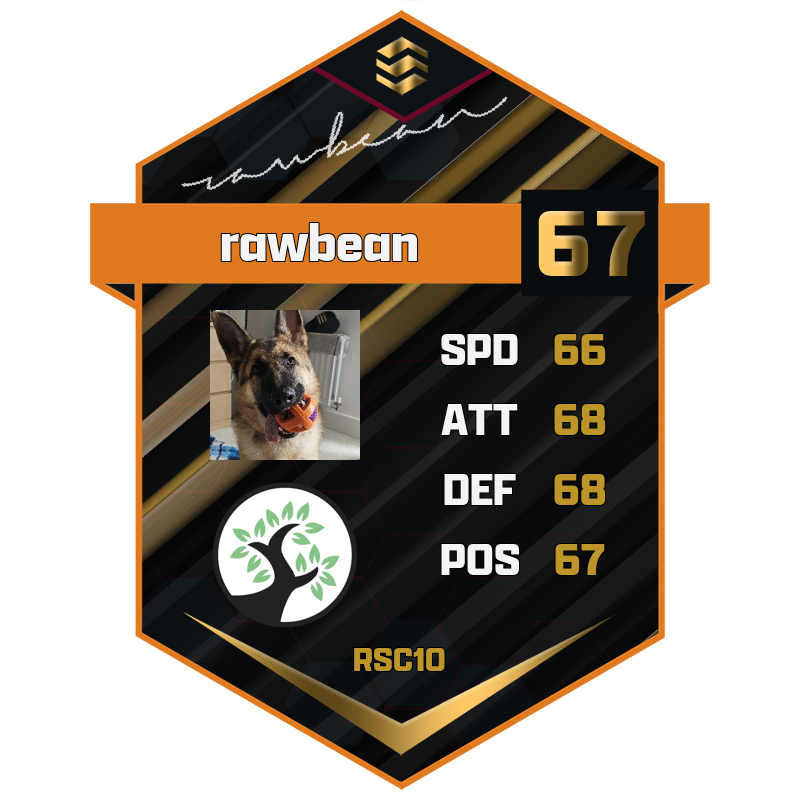 rawbean
rawbean
67
SPD 66
ATT 68
DEF 68
POS 67
RSC10